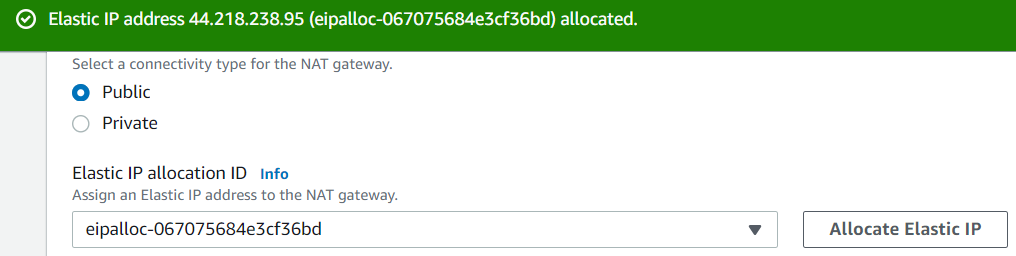 Elastic IP address 44.218.238.95 (eipalloc-067075684e3cf36bd) allocated.
Select a connectivity type for the NAT gateway.
Public
Private
Elastic IP allocation ID Info
Assign an Elastic IP address to the NAT gateway.
eipalloc-067075684e3cf36bd
Allocate Elastic IP